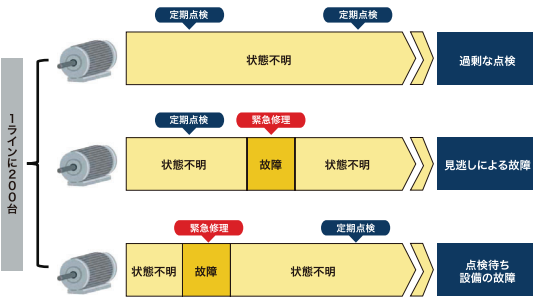 定期点検
定期点検
状態不明
過剰な点検
1ラインに200台
定期点検
緊急修理
状態不明
故障
状態不明
見逃しによる故障
緊急修理
定期点検
状態不明
故障
状態不明
点検待ち
設備の故障